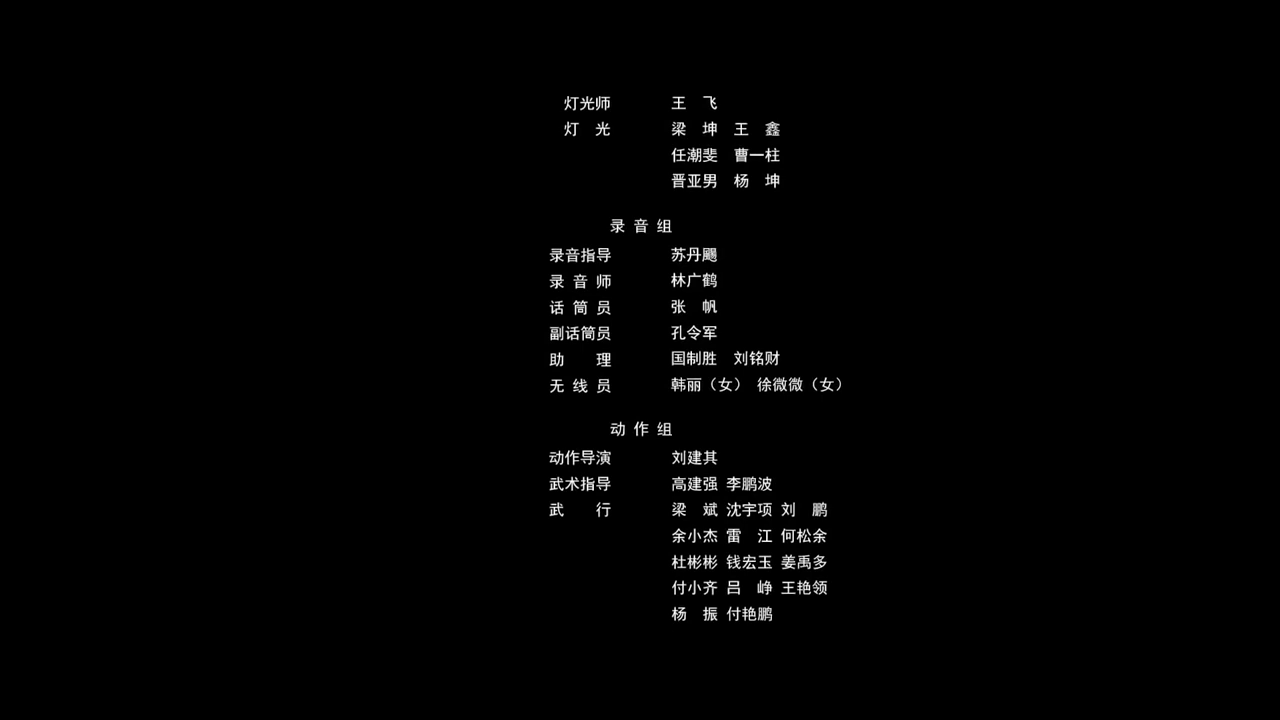 灯光师 王 飞
灯 光 梁 坤 王 鑫
任潮斐 曹一柱
晋亚男 杨 坤
录 音 组
录音指导 苏丹飓
录 音 师 林广鹤
话 筒 员 张 帆
副话筒员 孔令军
助 理 国制胜 刘铭财
无 线 员 韩丽（女） 徐微微（女）
动 作 组
动作导演 刘建其
武术指导 高建强 李鹏波
武 行 梁 斌 沈宇项 刘 鹏
余小杰 雷 江 何松余
杜彬彬 钱宏玉 姜禹多
付小齐 吕 峥 王艳领
杨 振 付艳鹏